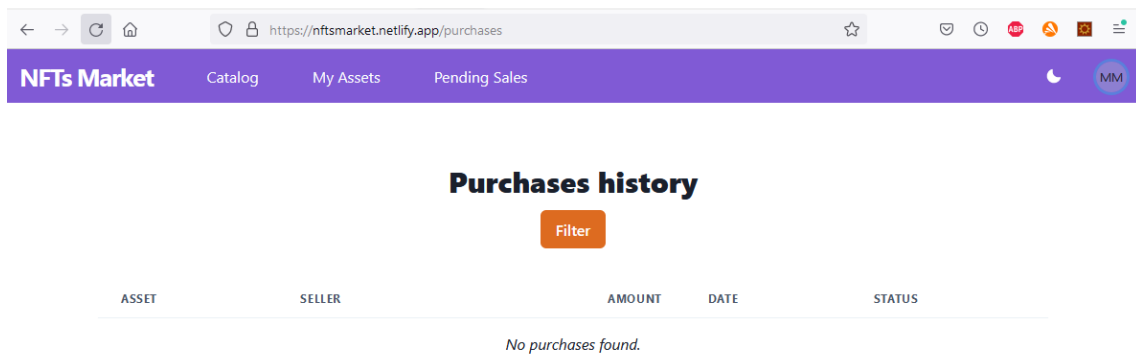 https://nftsmarket.netlify.app/purchases ABP
NFTs Market Catalog My Assets Pending Sales MM
Purchases history
Filter
ASSET SELLER AMOUNT DATE STATUS
No purchases found.